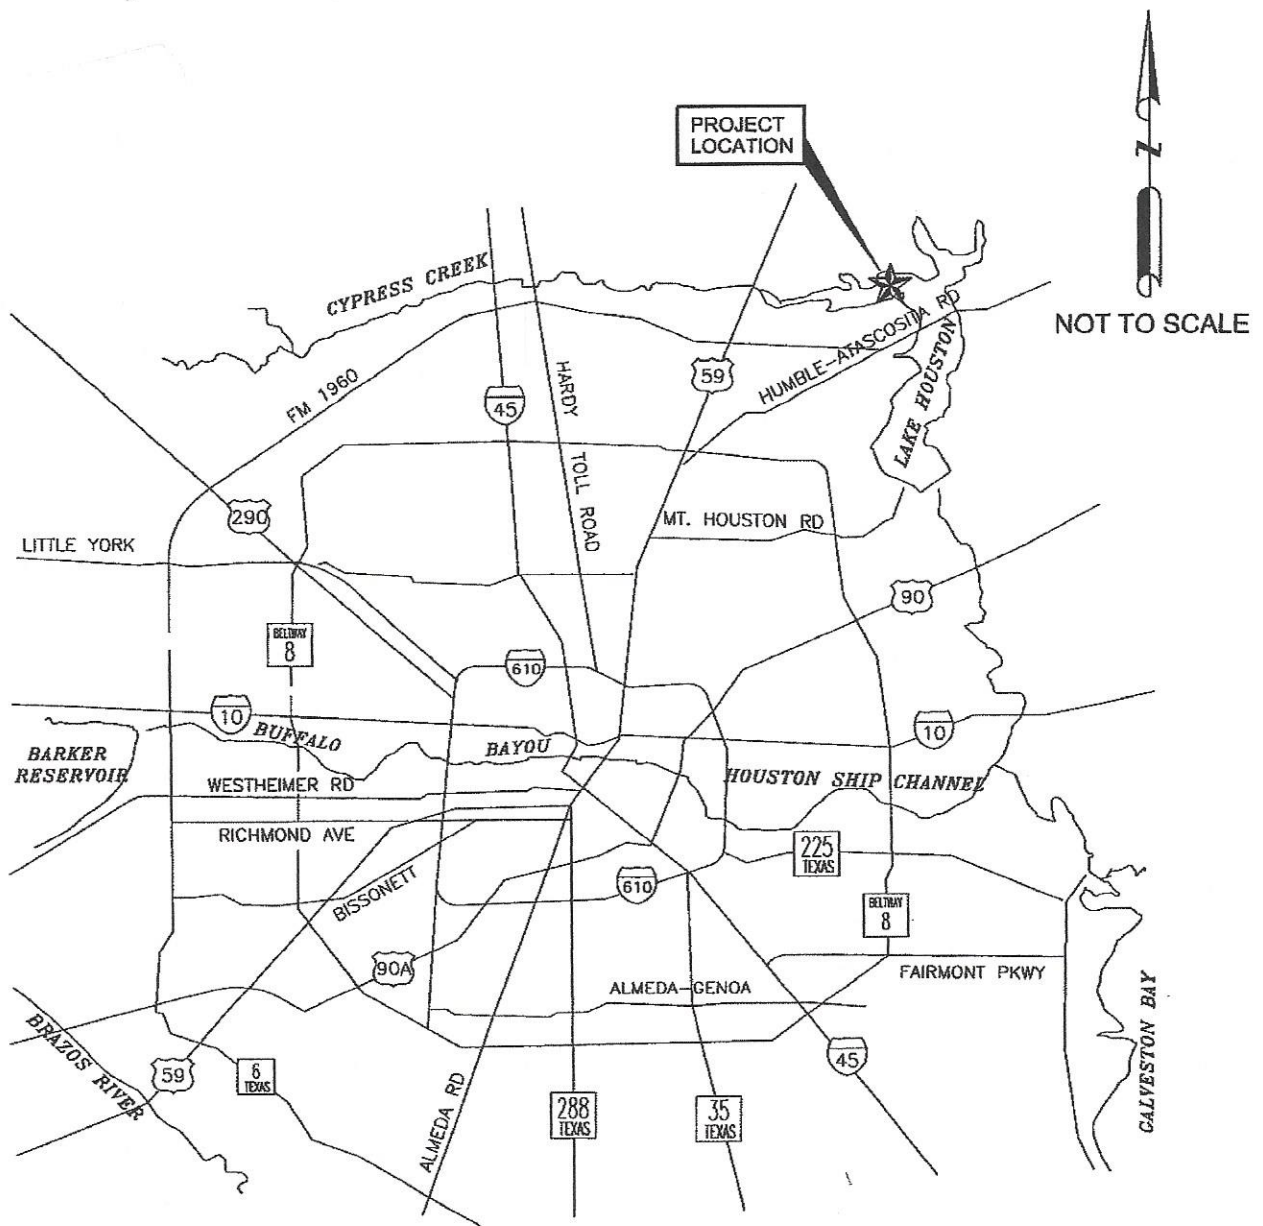 PROJECT
LOCATION
Z
NOT TO SCALE
CYPRESS CREEK
FM 1960
45
HARDY
TOLL ROAD
59
HUMBLE-ATASCOSITA RD
LAKE HOUSTON
290
MT. HOUSTON RD
LITTLE YORK
90
BELTWAY
8
610
10
10
BUFFALO
BAYOU
BARKER
RESERVOIR
WESTHEIMER RD
HOUSTON SHIP CHANNEL
RICHMOND AVE
225
TEXAS
BISSONETT
610
BELTWAY
8
90A
FAIRMONT PKWY
ALMEDA-GENOA
BRAZOS RIVER
59
6
TEXAS
45
ALMEDA RD
288
TEXAS
35
TEXAS
GALVESTON BAY